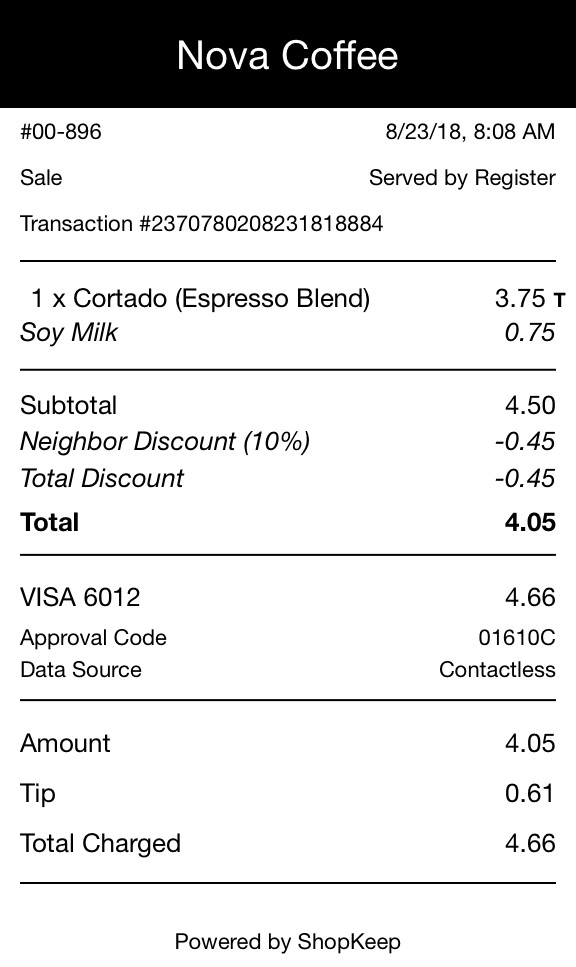 Nova Coffee
#00-896 8/23/18, 8:08 AM
Sale Served by Register
Transaction #2370780208231818884
1 x Cortado (Espresso Blend) 3.75 T
Soy Milk 0.75
Subtotal 4.50
Neighbor Discount (10%) -0.45
Total Discount -0.45
Total 4.05
VISA 6012 4.66
Approval Code 01610C
Data Source Contactless
Amount 4.05
Tip 0.61
Total Charged 4.66
Powered by ShopKeep